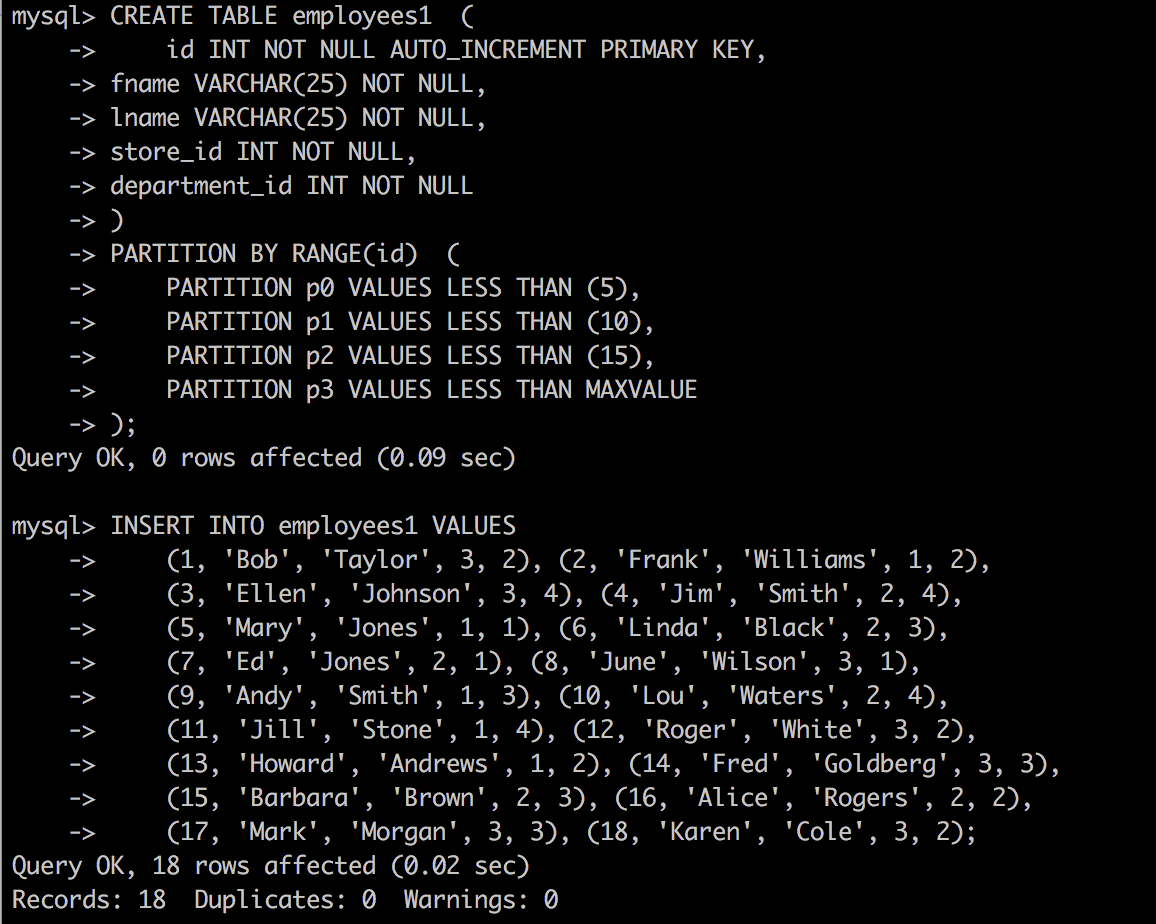 mysql> CREATE TABLE employees1  (
    ->     id INT NOT NULL AUTO_INCREMENT PRIMARY KEY,
    -> fname VARCHAR(25) NOT NULL,
    -> lname VARCHAR(25) NOT NULL,
    -> store_id INT NOT NULL,
    -> department_id INT NOT NULL
    -> )
    -> PARTITION BY RANGE(id)  (
    ->     PARTITION p0 VALUES LESS THAN (5),
    ->     PARTITION p1 VALUES LESS THAN (10),
    ->     PARTITION p2 VALUES LESS THAN (15),
    ->     PARTITION p3 VALUES LESS THAN MAXVALUE
    -> );
Query OK, 0 rows affected (0.09 sec)

mysql> INSERT INTO employees1 VALUES
    ->     (1, 'Bob', 'Taylor', 3, 2), (2, 'Frank', 'Williams', 1, 2),
    ->     (3, 'Ellen', 'Johnson', 3, 4), (4, 'Jim', 'Smith', 2, 4),
    ->     (5, 'Mary', 'Jones', 1, 1), (6, 'Linda', 'Black', 2, 3),
    ->     (7, 'Ed', 'Jones', 2, 1), (8, 'June', 'Wilson', 3, 1),
    ->     (9, 'Andy', 'Smith', 1, 3), (10, 'Lou', 'Waters', 2, 4),
    ->     (11, 'Jill', 'Stone', 1, 4), (12, 'Roger', 'White', 3, 2),
    ->     (13, 'Howard', 'Andrews', 1, 2), (14, 'Fred', 'Goldberg', 3, 3),
    ->     (15, 'Barbara', 'Brown', 2, 3), (16, 'Alice', 'Rogers', 2, 2),
    ->     (17, 'Mark', 'Morgan', 3, 3), (18, 'Karen', 'Cole', 3, 2);
Query OK, 18 rows affected (0.02 sec)
Records: 18  Duplicates: 0  Warnings: 0